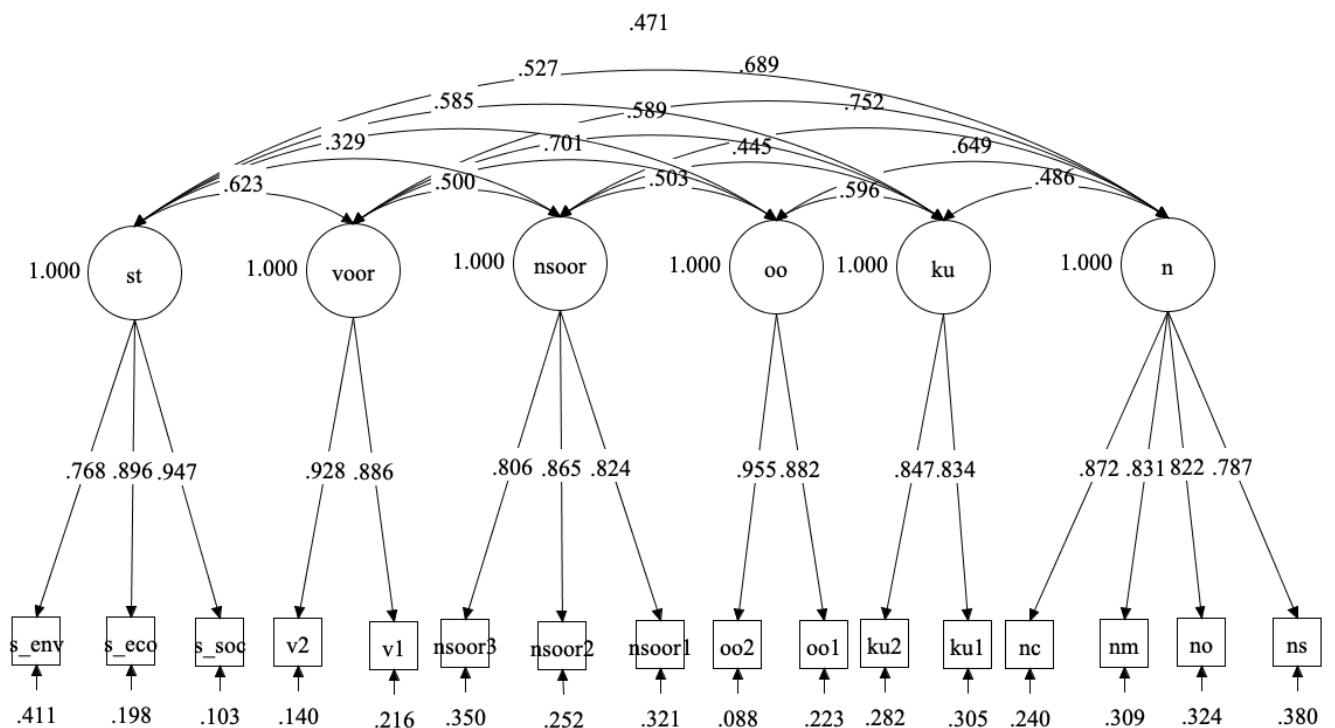 .471
.527 .689
.585 .589 .752
.329 .701 .445 .649
.623 .500 .503 .596 .486
1.000 st 1.000 voor 1.000 nsoor 1.000 oo 1.000 ku 1.000 n
.768 .896 .947 .928 .886 .806 .865 .824 .955 .882 .847 .834 .872 .831 .822 .787
s_env s_eco s_soc v2 v1 nsoor3 nsoor2 nsoor1 oo2 oo1 ku2 ku1 nc nm no ns
.411 .198 .103 .140 .216 .350 .252 .321 .088 .223 .282 .305 .240 .309 .324 .380